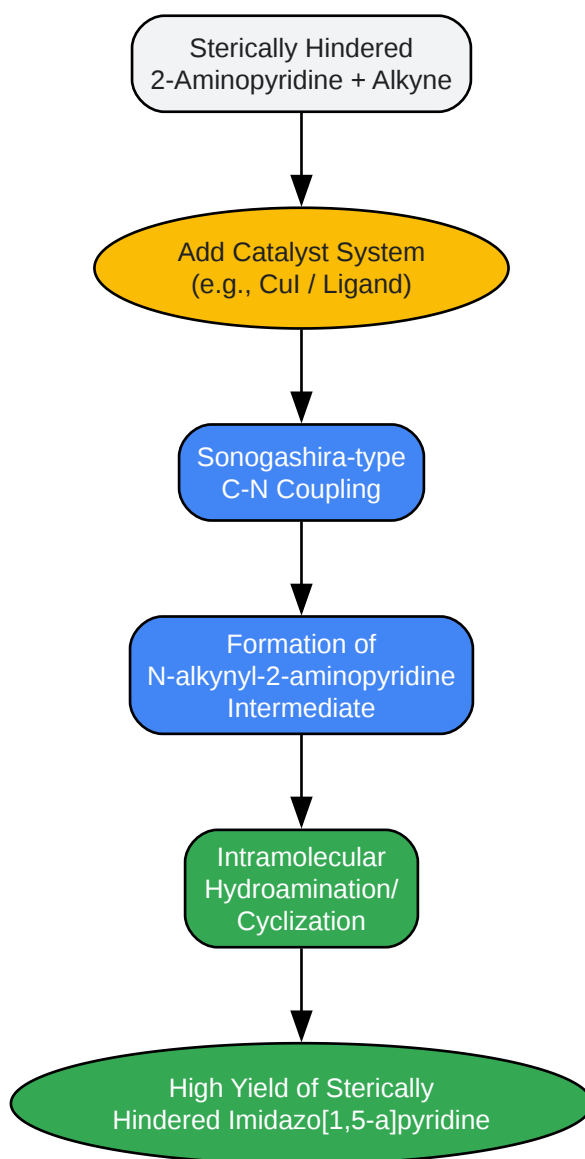 Sterically Hindered
2-Aminopyridine + Alkyne
Add Catalyst System
(e.g., CuI / Ligand)
Sonogashira-type
C-N Coupling
Formation of
N-alkynyl-2-aminopyridine
Intermediate
Intramolecular
Hydroamination/
Cyclization
High Yield of Sterically
Hindered Imidazo[1,5-a]pyridine